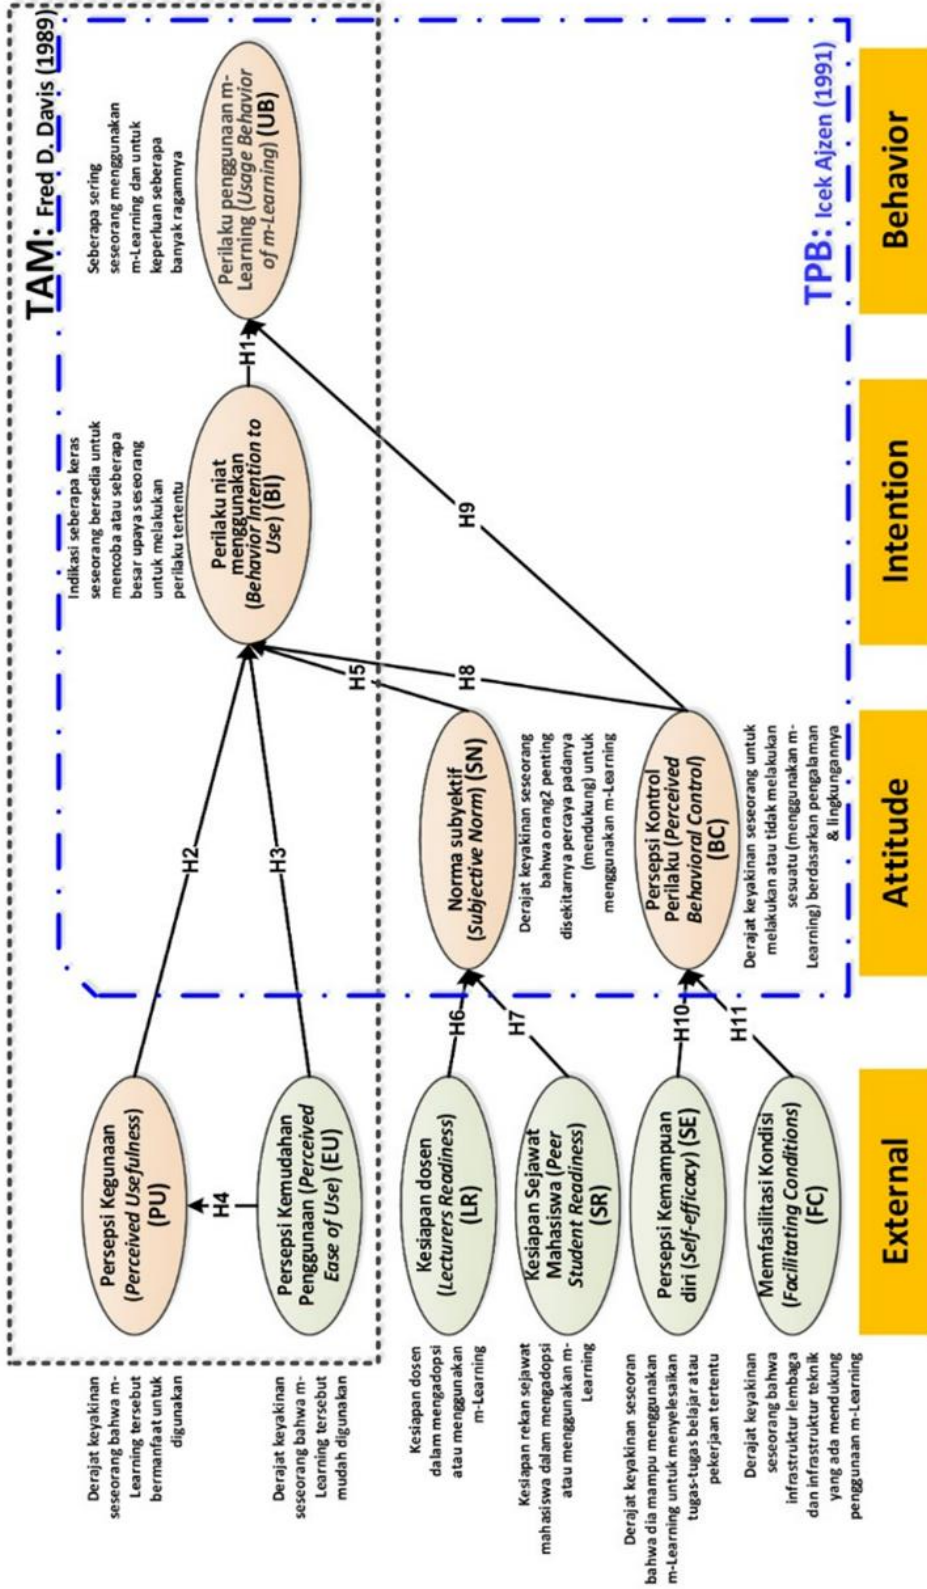 TAM: Fred D. Davis (1989)
Derajat keyakinan
seseorang bahwa m-
Learning tersebut
bermanfaat untuk
digunakan
Persepsi Kegunaan
(Perceived Usefulness)
(PU)
H4
Derajat keyakinan
seseorang bahwa m-
Learning tersebut
mudah digunakan
Persepsi Kemudahan
Penggunaan (Perceived
Ease of Use) (EU)
H2
H3
Indikasi seberapa keras
seseorang bersedia untuk
mencoba atau seberapa
besar upaya seseorang
untuk melakukan
perilaku tertentu
Perilaku niat
menggunakan
(Behavior Intention to
Use) (BI)
H1
Seberapa sering
seseorang menggunakan
m-Learning dan untuk
keperluan seberapa
banyak ragamnya
Perilaku penggunaan m-
Learning (Usage Behavior
of m-Learning) (UB)
Kesiapan dosen
dalam mengadopsi
atau menggunakan
m-Learning
Kesiapan dosen
(Lecturers Readiness)
(LR)
H6
Kesiapan rekan sejawat
mahasiswa dalam mengadopsi
atau menggunakan m-
Learning
Kesiapan Sejawat
Mahasiswa (Peer
Student Readiness)
(SR)
H7
Norma subyektif
(Subjective Norm) (SN)
Derajat keyakinan seseorang
bahwa orang2 penting
disekitarnya percaya padanya
(mendukung) untuk
menggunakan m-Learning
H5
H8
H9
Derajat keyakinan seseoran
bahwa dia mampu menggunakan
m-Learning untuk menyelesaikan
tugas-tugas belajar atau
pekerjaan tertentu
Persepsi Kemampuan
diri (Self-efficacy) (SE)
H10
Derajat keyakinan
seseorang bahwa
infrastruktur lembaga
dan infrastruktur teknik
yang ada mendukung
penggunaan m-Learning
Memfasilitasi Kondisi
(Facilitating Conditions)
(FC)
H11
Persepsi Kontrol
Perilaku (Perceived
Behavioral Control)
(BC)
Derajat keyakinan seseorang untuk
melakukan atau tidak melakukan
sesuatu (menggunakan m-
Learning) berdasarkan pengalaman
& lingkungannya
TPB: Icek Ajzen (1991)
External
Attitude
Intention
Behavior